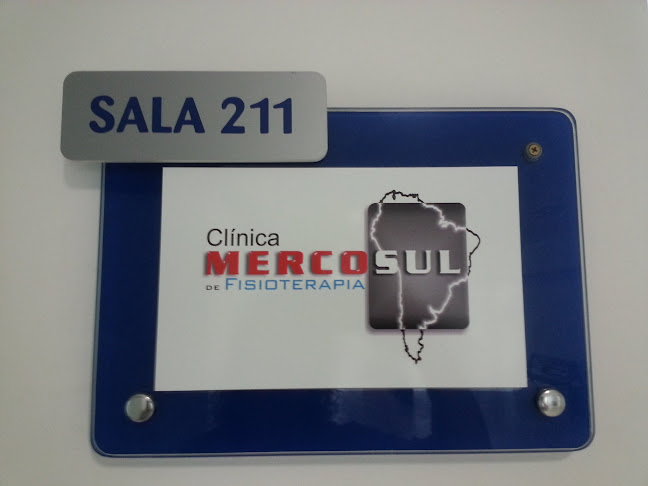 SALA 211
Clínica
MERCOSUL
DE FISIOTERAPIA